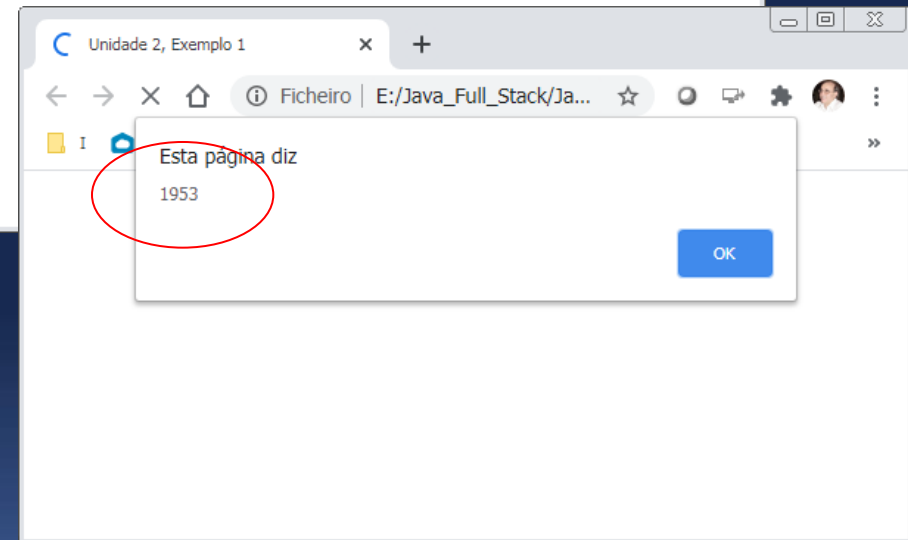 Unidade 2, Exemplo 1
Ficheiro | E:/Java_Full_Stack/Ja...
I
»
Esta página diz
1953
OK